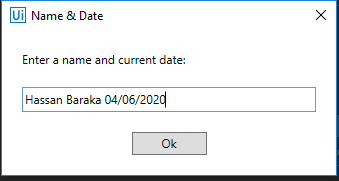 Ui Name & Date
Enter a name and current date:
Hassan Baraka 04/06/2020
Ok